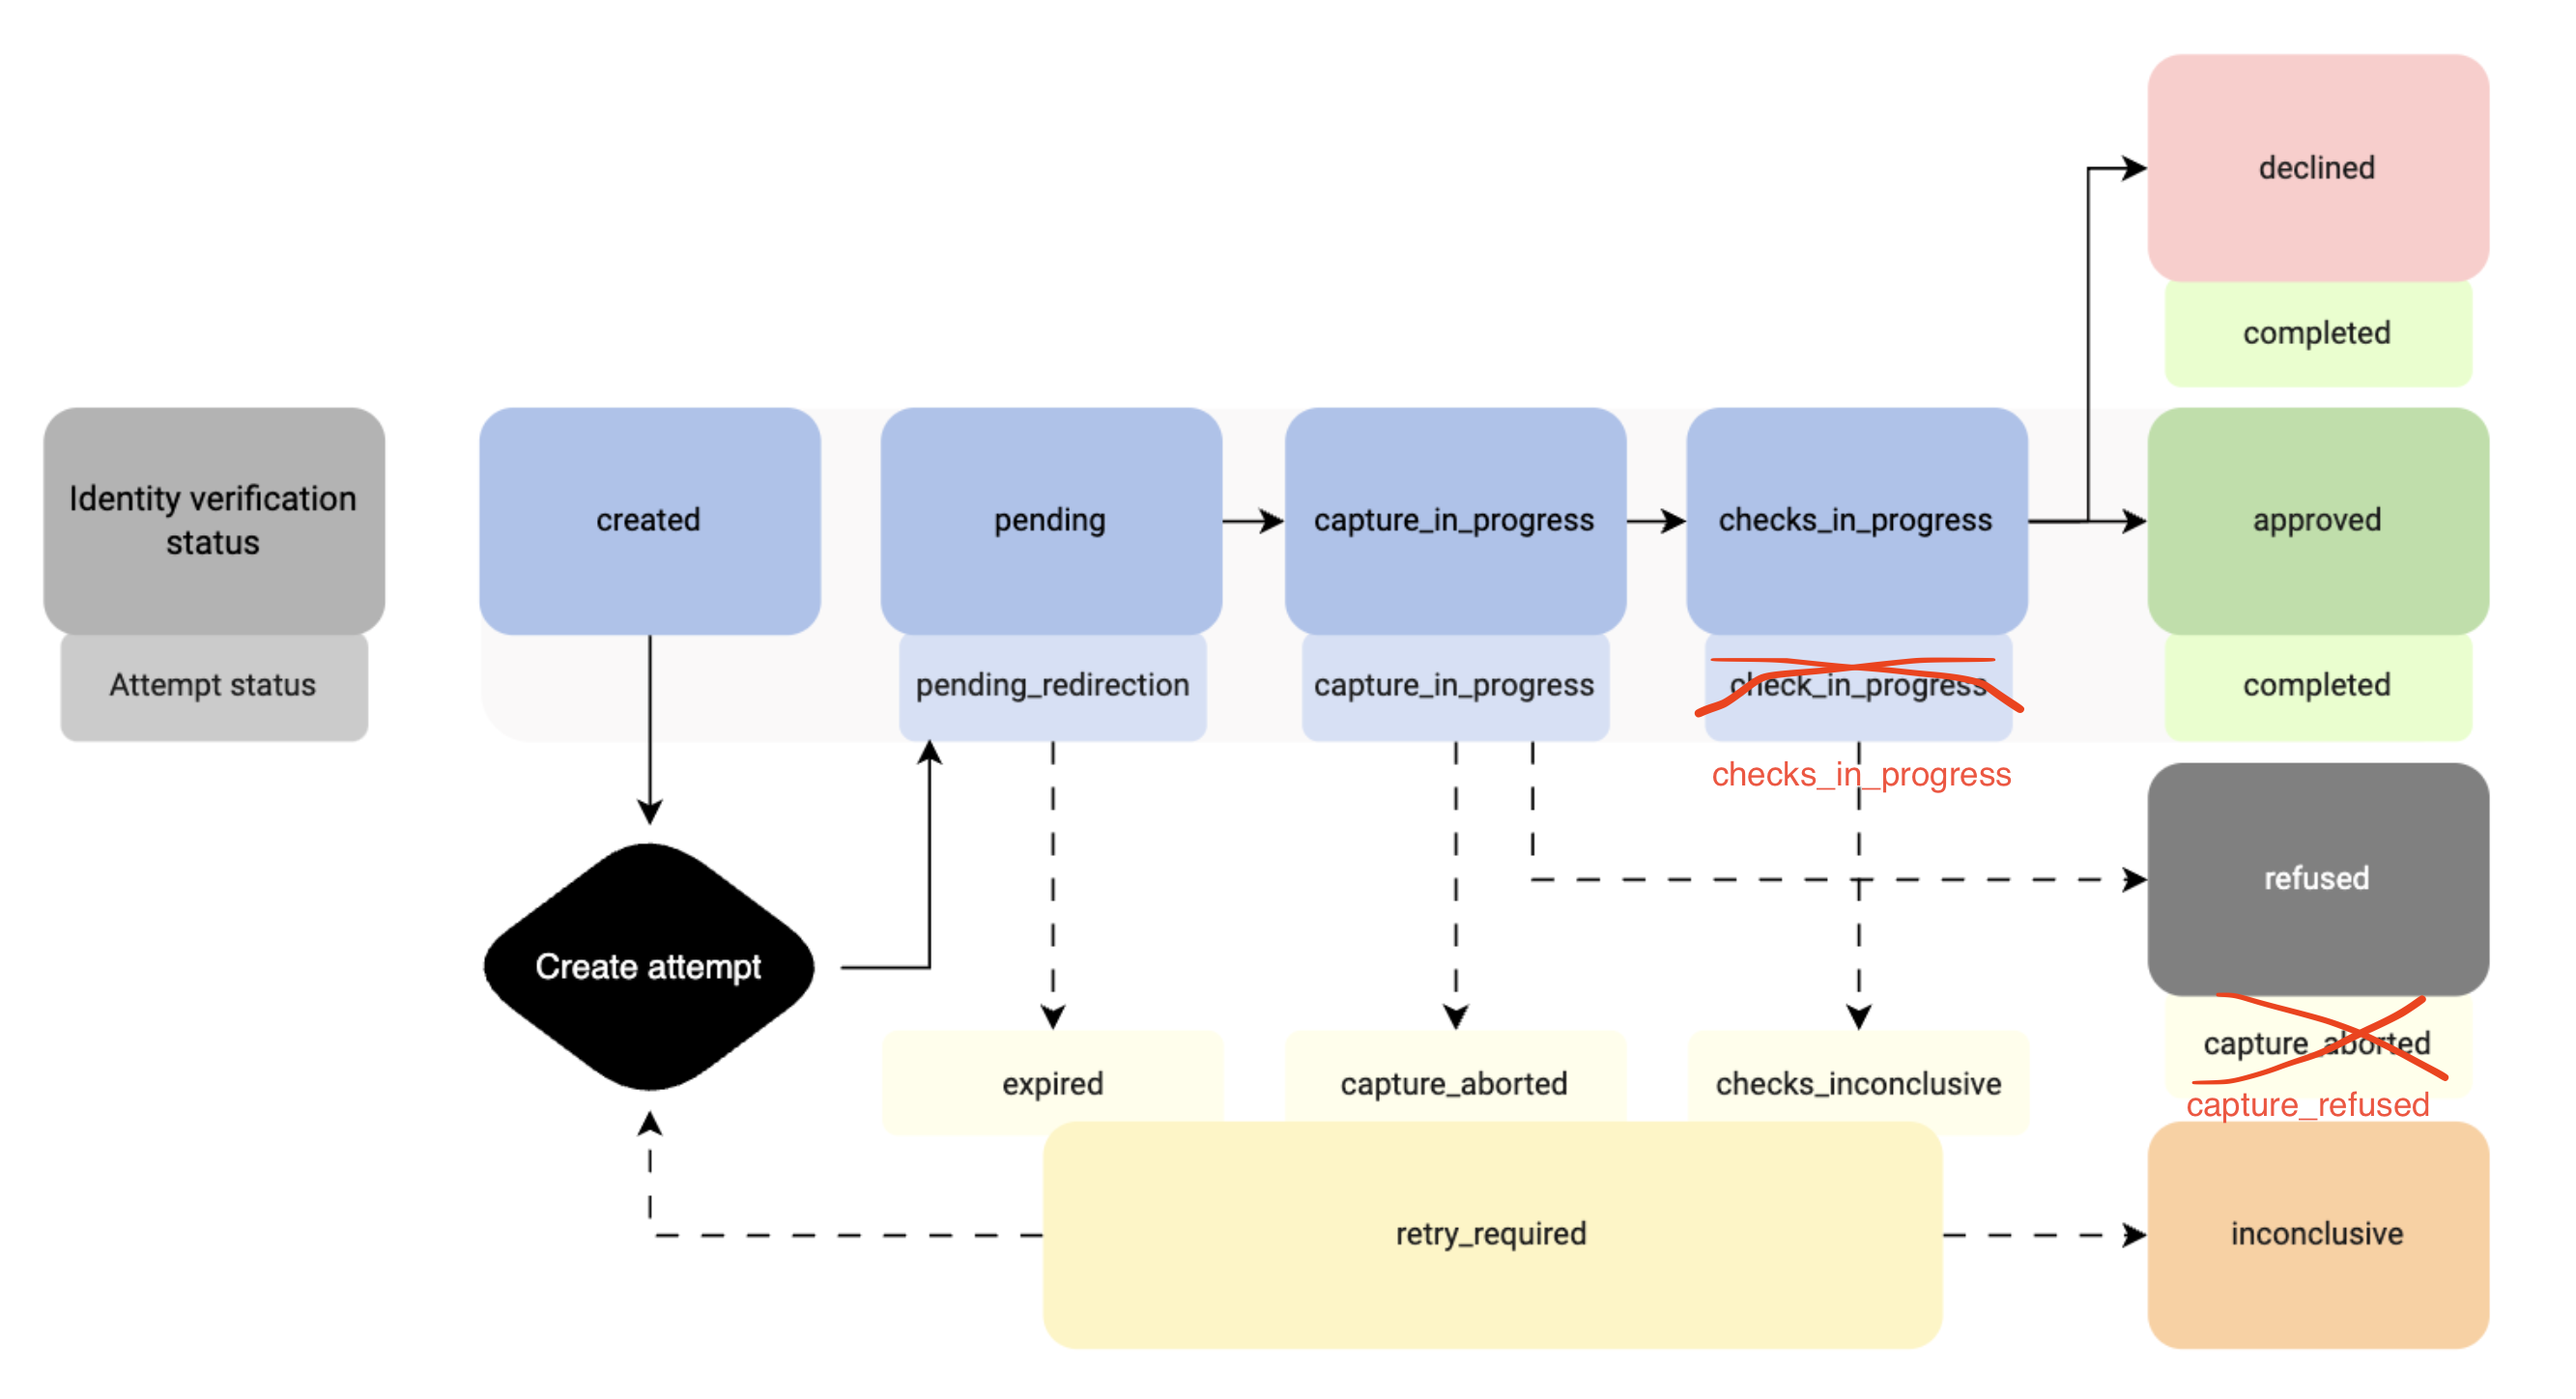 declined
completed
Identity verification
status
Attempt status
created
pending
pending_redirection
capture_in_progress
capture_in_progress
checks_in_progress
check_in_progress
checks_in_progress
approved
completed
Create attempt
refused
capture_aborted
capture_refused
expired
capture_aborted
checks_inconclusive
retry_required
inconclusive